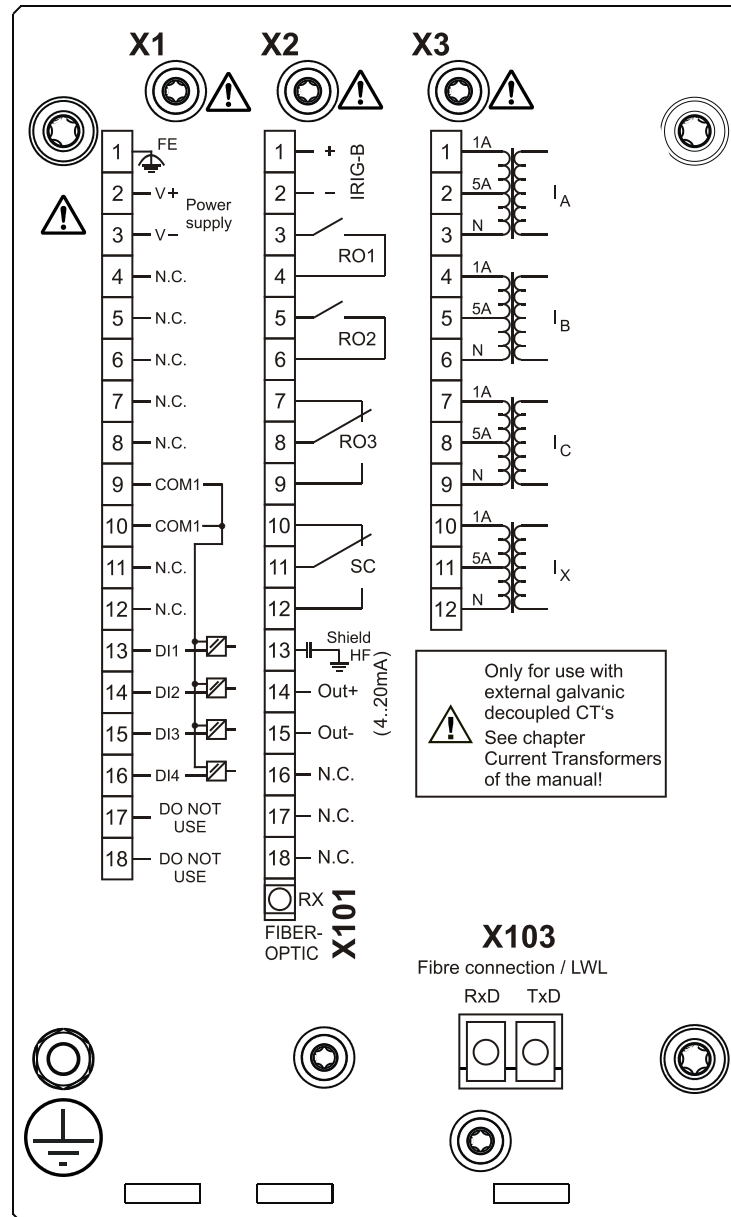 X1 X2 X3
1 FE
2 V+
Power
supply
3 V–
4 N.C.
5 N.C.
6 N.C.
7 N.C.
8 N.C.
9 COM1
10 COM1
11 N.C.
12 N.C.
13 DI1
14 DI2
15 DI3
16 DI4
17 DO NOT
USE
18 DO NOT
USE
1 +
2 –
IRIG-B
3
RO1
4
5
RO2
6
7
8 RO3
9
10
11 SC
12
13 Shield
HF
14 Out+
15 Out-
(4..20mA)
16 N.C.
17 N.C.
18 N.C.
RX
FIBER-
OPTIC
X101
1 1A
2 5A IA
3 N
4 1A
5 5A IB
6 N
7 1A
8 5A IC
9 N
10 1A
11 5A IX
12 N
Only for use with
external galvanic
decoupled CT‘s
See chapter
Current Transformers
of the manual!
X103
Fibre connection / LWL
RxD TxD